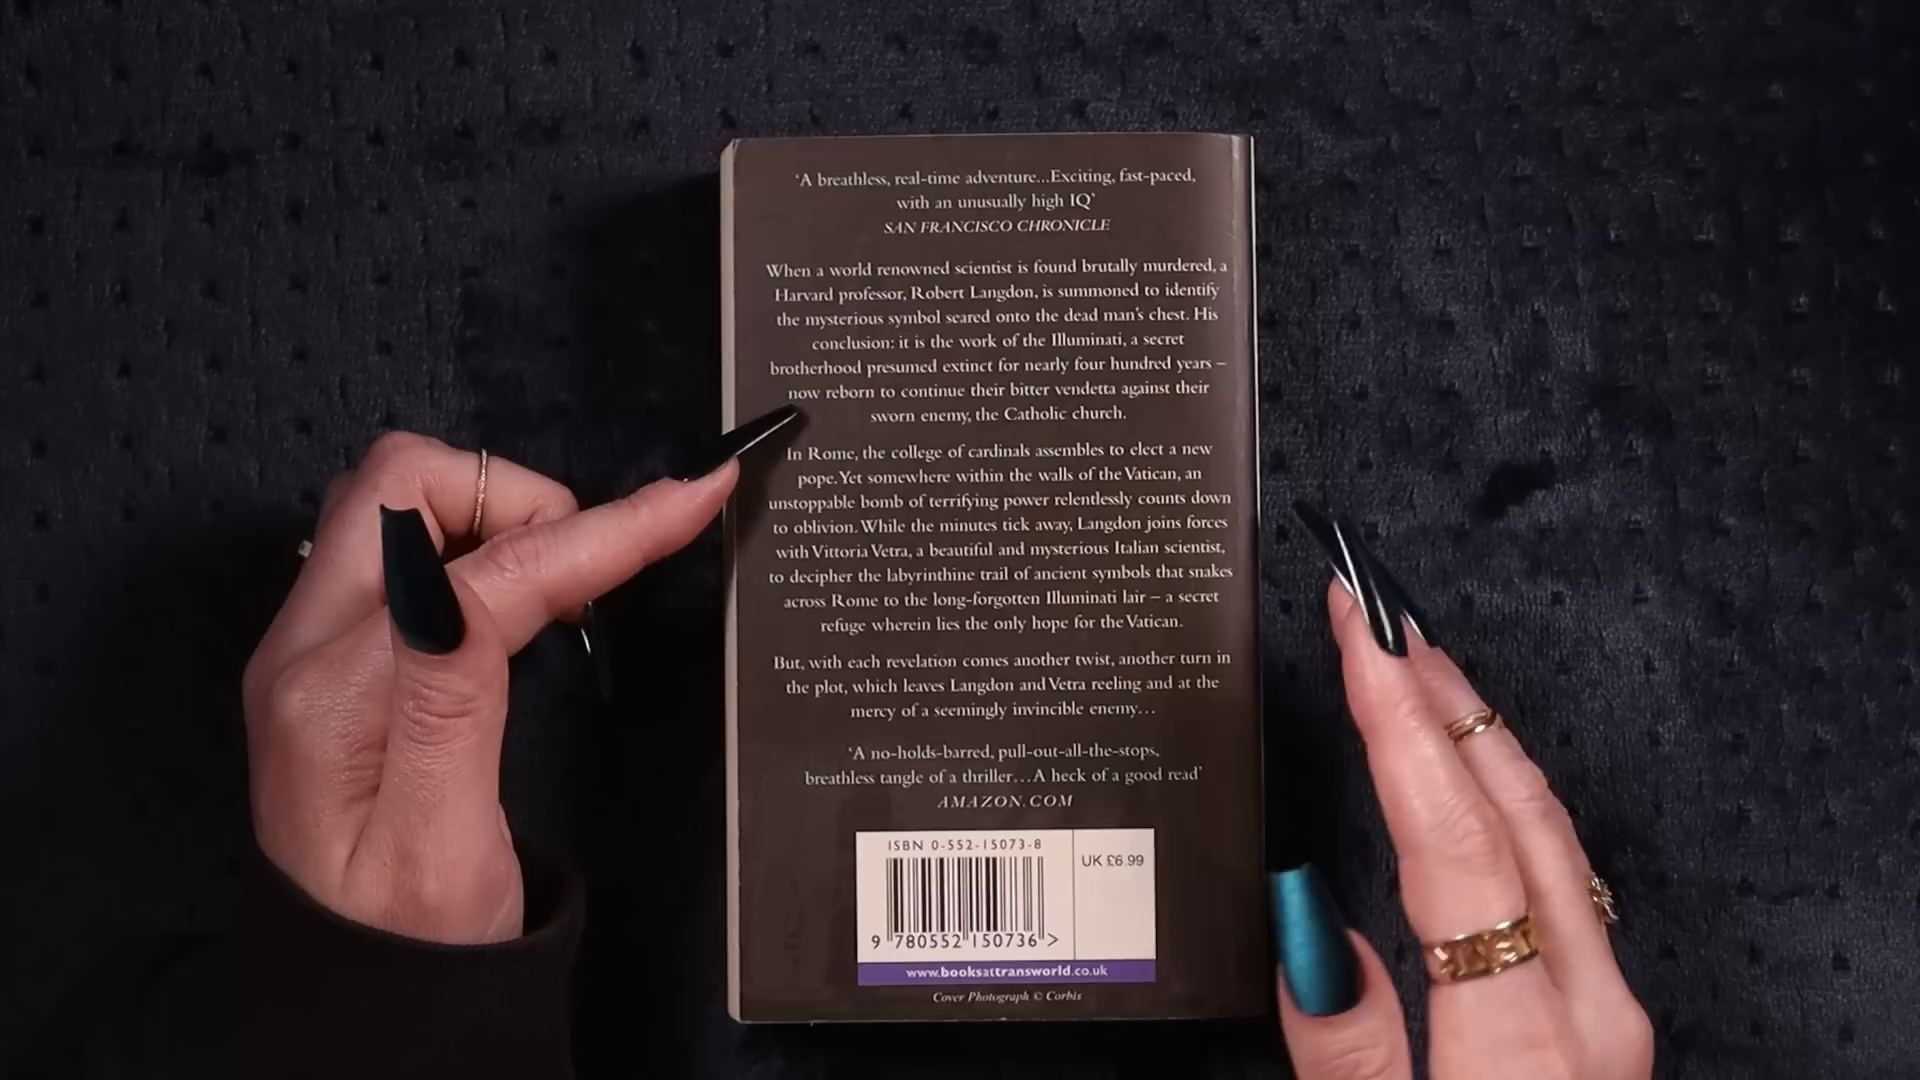 ‘A breathless, real-time adventure...Exciting, fast-paced,
with an unusually high IQ’
SAN FRANCISCO CHRONICLE
When a world renowned scientist is found brutally murdered, a
Harvard professor, Robert Langdon, is summoned to identify
the mysterious symbol seared onto the dead man’s chest. His
conclusion: it is the work of the Illuminati, a secret
brotherhood presumed extinct for nearly four hundred years –
now reborn to continue their bitter vendetta against their
sworn enemy, the Catholic church.
In Rome, the college of cardinals assembles to elect a new
pope. Yet somewhere within the walls of the Vatican, an
unstoppable bomb of terrifying power relentlessly counts down
to oblivion. While the minutes tick away, Langdon joins forces
with Vittoria Vetra, a beautiful and mysterious Italian scientist,
to decipher the labyrinthine trail of ancient symbols that snakes
across Rome to the long-forgotten Illuminati lair – a secret
refuge wherein lies the only hope for the Vatican.
But, with each revelation comes another twist, another turn in
the plot, which leaves Langdon and Vetra reeling and at the
mercy of a seemingly invincible enemy…
‘A no-holds-barred, pull-out-all-the-stops,
breathless tangle of a thriller…A heck of a good read’
AMAZON.COM
ISBN 0-552-15073-8
UK £6.99
9 780552 150736 >
www.booksattransworld.co.uk
Cover Photograph © Corbis